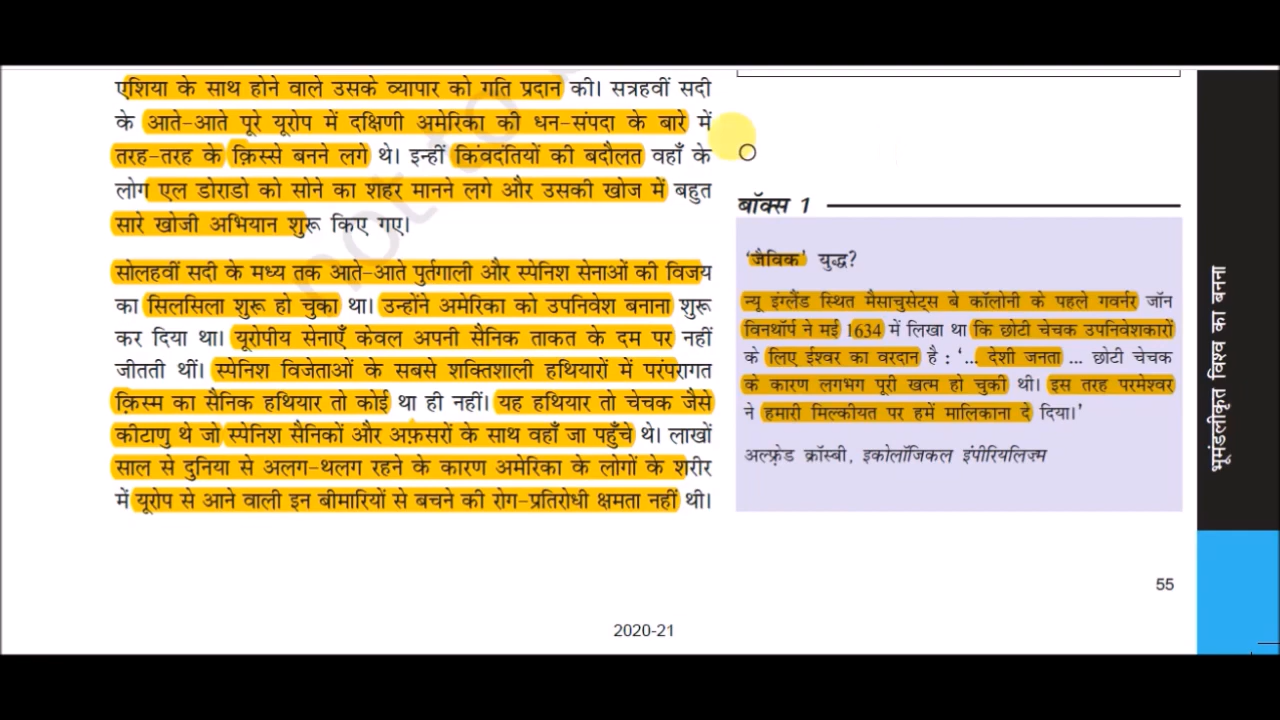 एशिया के साथ होने वाले उसके व्यापार को गति प्रदान की। सत्रहवीं सदी
के आते-आते पूरे यूरोप में दक्षिणी अमेरिका की धन-संपदा के बारे में
तरह-तरह के क़िस्से बनने लगे थे। इन्हीं किंवदंतियों की बदौलत वहाँ के
लोग एल डोराडो को सोने का शहर मानने लगे और उसकी खोज में बहुत
सारे खोजी अभियान शुरू किए गए।
सोलहवीं सदी के मध्य तक आते-आते पुर्तगाली और स्पेनिश सेनाओं की विजय
का सिलसिला शुरू हो चुका था। उन्होंने अमेरिका को उपनिवेश बनाना शुरू
कर दिया था। यूरोपीय सेनाएँ केवल अपनी सैनिक ताकत के दम पर नहीं
जीतती थीं। स्पेनिश विजेताओं के सबसे शक्तिशाली हथियारों में परंपरागत
क़िस्म का सैनिक हथियार तो कोई था ही नहीं। यह हथियार तो चेचक जैसे
कीटाणु थे जो स्पेनिश सैनिकों और अफ़सरों के साथ वहाँ जा पहुँचे थे। लाखों
साल से दुनिया से अलग-थलग रहने के कारण अमेरिका के लोगों के शरीर
में यूरोप से आने वाली इन बीमारियों से बचने की रोग-प्रतिरोधी क्षमता नहीं थी।
बॉक्स 1
'जैविक' युद्ध?
न्यू इंग्लैंड स्थित मैसाचुसेट्स बे कॉलोनी के पहले गवर्नर जॉन
विनथॉर्प ने मई 1634 में लिखा था कि छोटी चेचक उपनिवेशकारों
के लिए ईश्वर का वरदान है : '... देशी जनता ... छोटी चेचक
के कारण लगभग पूरी खत्म हो चुकी थी। इस तरह परमेश्वर
ने हमारी मिल्कीयत पर हमें मालिकाना दे दिया।'
अल्फ़्रेड क्रॉस्बी, इकोलॉजिकल इंपीरियलिज़्म
भूमंडलीकृत विश्व का बनना
55
2020-21
not to